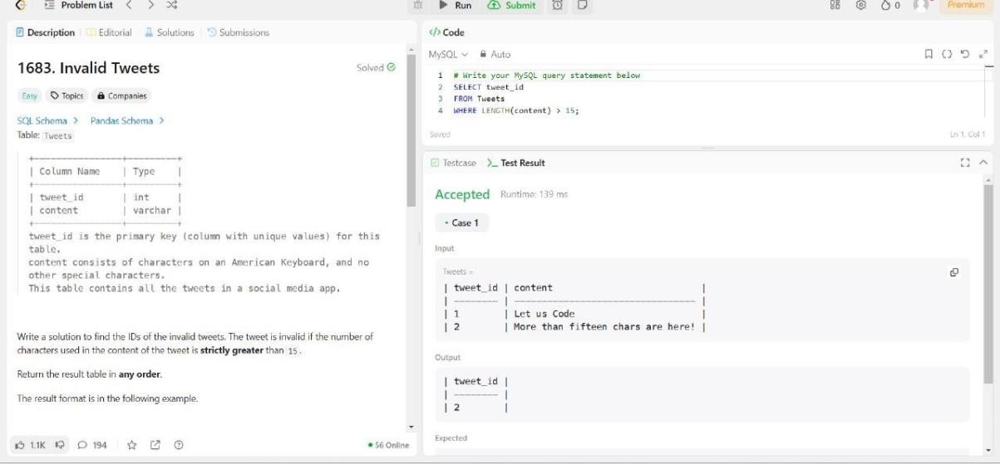 Problem List
Run
Submit
0
Premium
Description
Editorial
Solutions
Submissions
1683. Invalid Tweets
Solved
Easy
Topics
Companies
SQL Schema >
Pandas Schema >
Table: Tweets
| Column Name | Type |
| tweet_id | int |
| content | varchar |
tweet_id is the primary key (column with unique values) for this
table.
content consists of characters on an American Keyboard, and no
other special characters.
This table contains all the tweets in a social media app.
Write a solution to find the IDs of the invalid tweets. The tweet is invalid if the number of
characters used in the content of the tweet is strictly greater than 15.
Return the result table in any order.
The result format is in the following example.
1.1K
194
56 Online
</> Code
MySQL
Auto
1 # Write your MySQL query statement below
2 SELECT tweet_id
3 FROM Tweets
4 WHERE LENGTH(content) > 15;
Saved
Ln 1, Col 1
Testcase
>_ Test Result
Accepted
Runtime: 139 ms
• Case 1
Input
Tweets =
| tweet_id | content |
| 1 | Let us Code |
| 2 | More than fifteen chars are here! |
Output
| tweet_id |
| 2 |
Expected